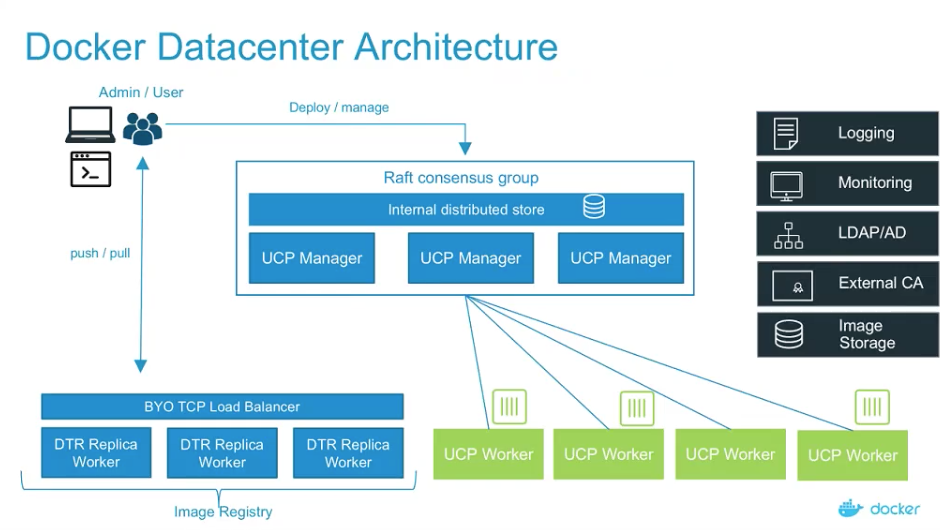 Docker Datacenter Architecture
Admin / User
Deploy / manage
push / pull
Raft consensus group
Internal distributed store
UCP Manager
UCP Manager
UCP Manager
Logging
Monitoring
LDAP/AD
External CA
Image
Storage
BYO TCP Load Balancer
DTR Replica
Worker
DTR Replica
Worker
DTR Replica
Worker
Image Registry
UCP Worker
UCP Worker
UCP Worker
UCP Worker
docker